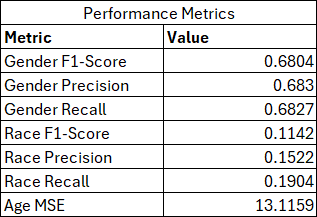 Performance Metrics
Metric Value
Gender F1-Score 0.6804
Gender Precision 0.683
Gender Recall 0.6827
Race F1-Score 0.1142
Race Precision 0.1522
Race Recall 0.1904
Age MSE 13.1159